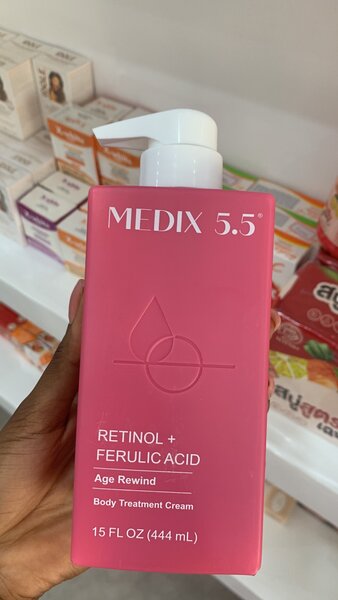 MEDIX 5.5®
RETINOL +
FERULIC ACID
Age Rewind
Body Treatment Cream
15 FL OZ (444 mL)